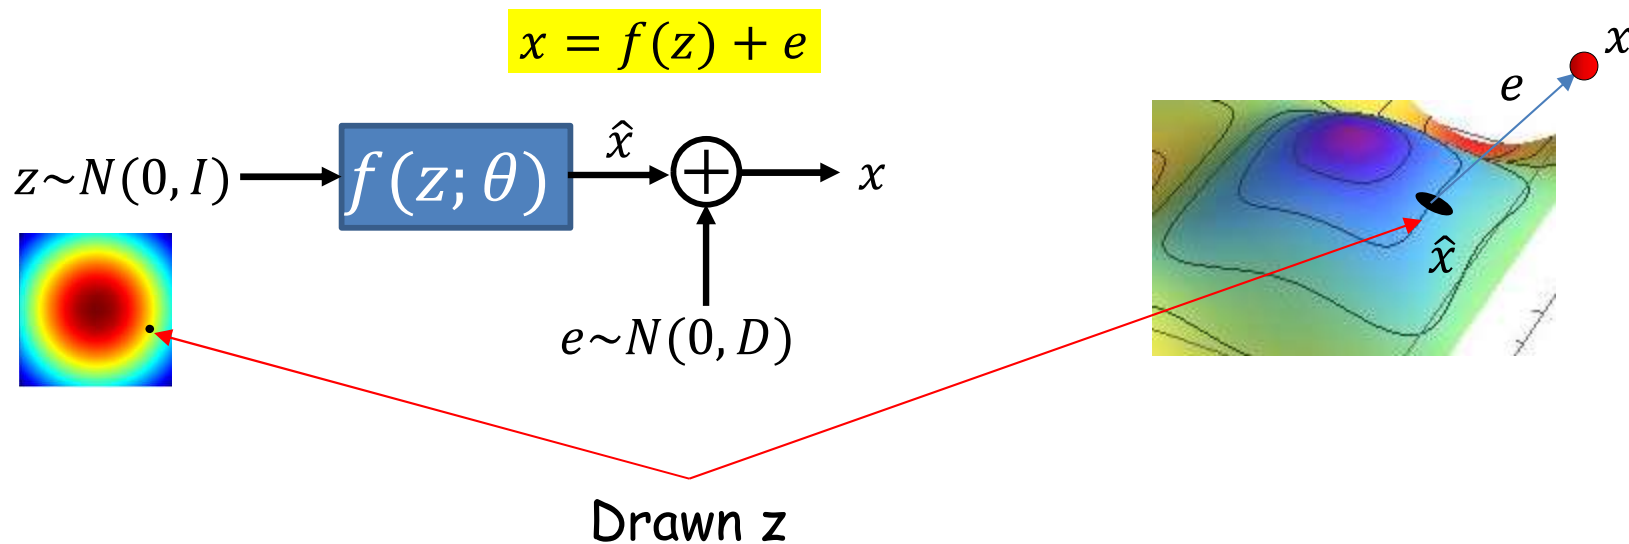 x = f(z) + e
x
e
z~N(0, I)
f(z; θ)
x̂
x
x̂
e~N(0, D)
Drawn z